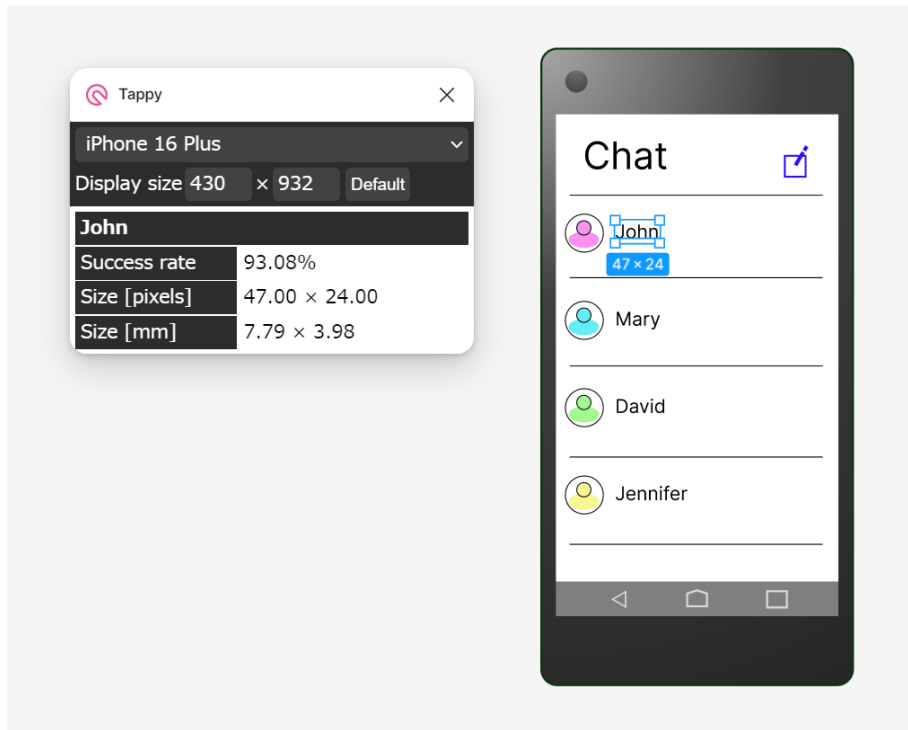 Tappy
iPhone 16 Plus
Display size 430 × 932 Default
John
Success rate 93.08%
Size [pixels] 47.00 × 24.00
Size [mm] 7.79 × 3.98
Chat
John
47 × 24
Mary
David
Jennifer